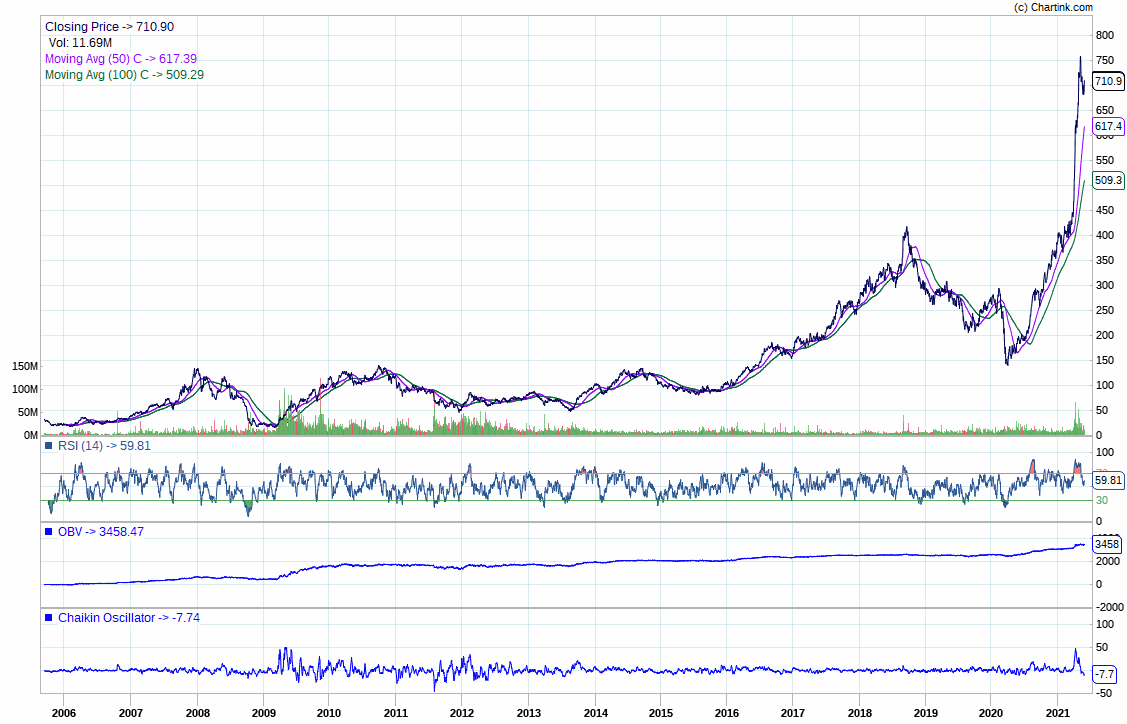 (c) Chartink.com
Closing Price -> 710.90
Vol: 11.69M
Moving Avg (50) C -> 617.39
Moving Avg (100) C -> 509.29
800
750
710.9
650
617.4
600
550
509.3
450
400
350
300
250
200
150
100
50
0
150M
100M
50M
0M
RSI (14) -> 59.81
100
70
59.81
30
0
OBV -> 3458.47
4000
3458
2000
0
-2000
Chaikin Oscillator -> -7.74
100
50
-7.7
-50
2006 2007 2008 2009 2010 2011 2012 2013 2014 2015 2016 2017 2018 2019 2020 2021